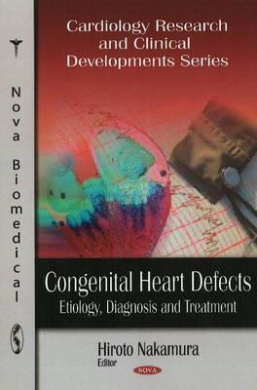 Cardiology Research
and Clinical
Developments Series
Nova Biomedical
Congenital Heart Defects
Etiology, Diagnosis and Treatment
Hiroto Nakamura
Editor
NOVA